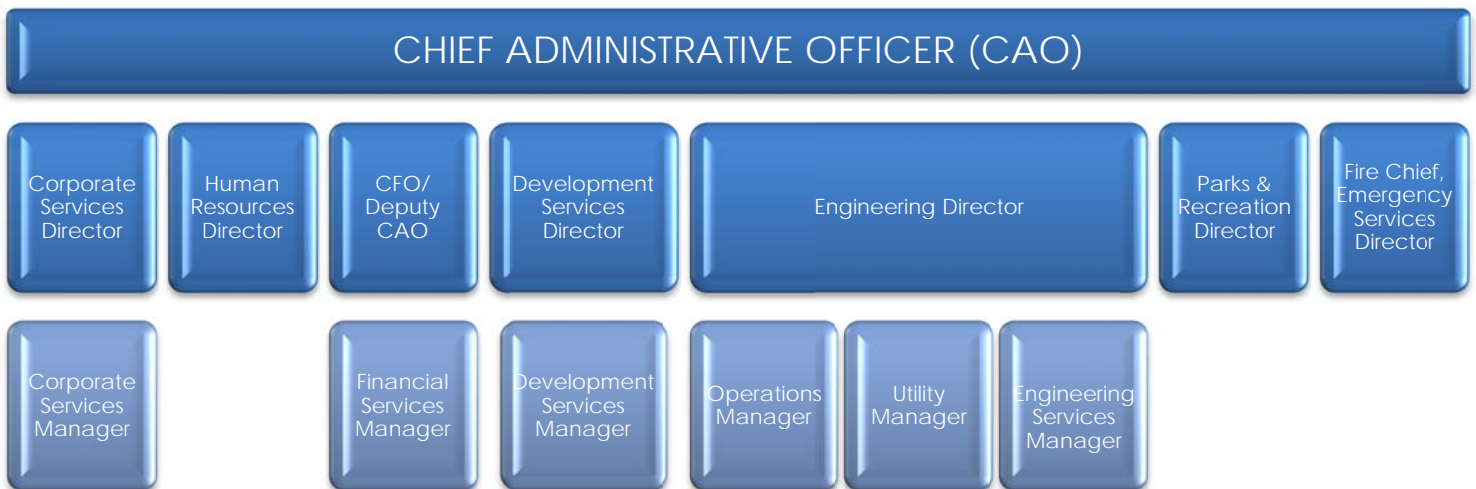 CHIEF ADMINISTRATIVE OFFICER (CAO)
Corporate
Services
Director
Human
Resources
Director
CFO/
Deputy
CAO
Development
Services
Director
Engineering Director
Parks &
Recreation
Director
Fire Chief,
Emergency
Services
Director
Corporate
Services
Manager
Financial
Services
Manager
Development
Services
Manager
Operations
Manager
Utility
Manager
Engineering
Services
Manager